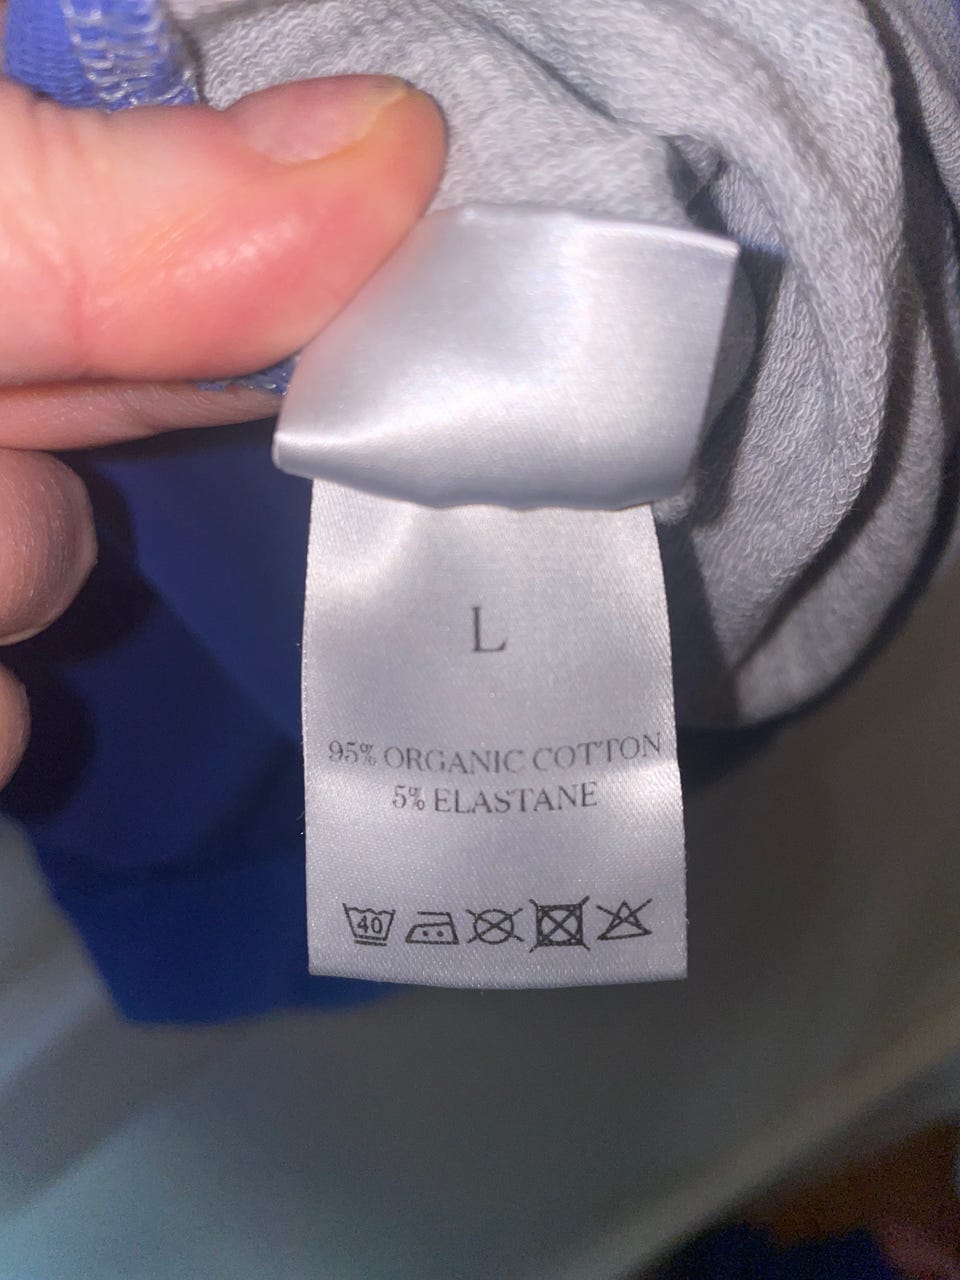 L
95% ORGANIC COTTON
5% ELASTANE
40